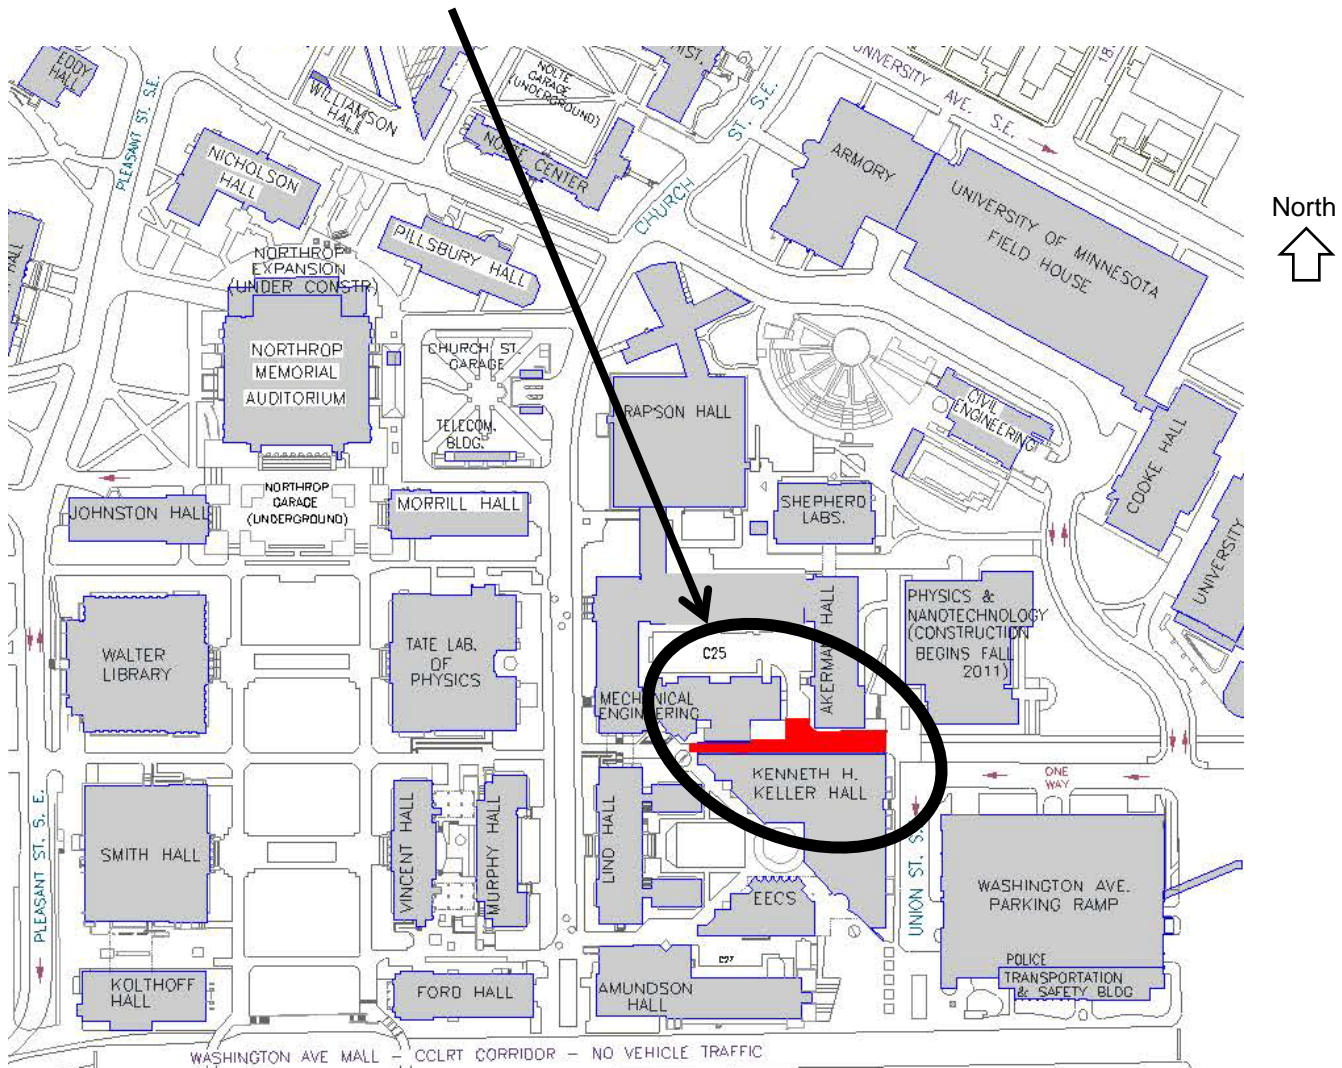 EDDY
HALL
PLEASANT ST. S.E.
WILLIAMSON
HALL
NOLTE
GARAGE
(UNDERGROUND)
HIST.
ST. S.E.
UNIVERSITY AVE. S.E.
18
NICHOLSON
HALL
NOLTE CENTER
CHURCH
ARMORY
UNIVERSITY OF MINNESOTA
FIELD HOUSE
North
HALL
PILLSBURY HALL
NORTHROP
EXPANSION
(UNDER CONSTR)
NORTHROP
MEMORIAL
AUDITORIUM
CHURCH ST.
GARAGE
TELECOM.
BLDG.
RAPSON HALL
CIVIL
ENGINEERING
COOKE HALL
JOHNSTON HALL
NORTHROP
GARAGE
(UNDERGROUND)
MORRILL HALL
SHEPHERD
LABS.
UNIVERSITY
WALTER
LIBRARY
TATE LAB.
OF
PHYSICS
C25
AKERMAN HALL
PHYSICS &
NANOTECHNOLOGY
(CONSTRUCTION
BEGINS FALL
2011)
MECHANICAL
ENGINEERING
KENNETH H.
KELLER HALL
ONE
WAY
PLEASANT ST. S. E.
SMITH HALL
VINCENT HALL
MURPHY HALL
LIND HALL
EECS
UNION ST. S.
WASHINGTON AVE.
PARKING RAMP
POLICE
TRANSPORTATION
& SAFETY BLDG
KOLTHOFF
HALL
FORD HALL
AMUNDSON
HALL
C27
WASHINGTON AVE MALL – CCLRT CORRIDOR – NO VEHICLE TRAFFIC